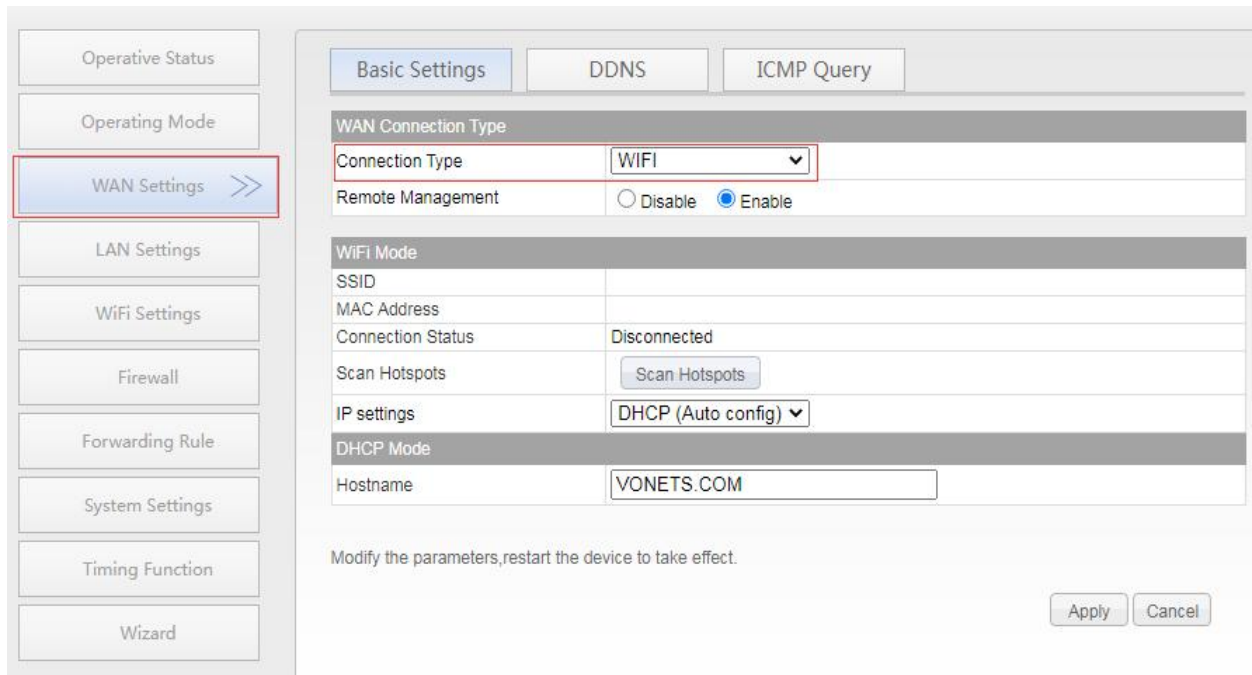 Operative Status
Operating Mode
WAN Settings
LAN Settings
WiFi Settings
Firewall
Forwarding Rule
System Settings
Timing Function
Wizard
Basic Settings DDNS ICMP Query
WAN Connection Type
Connection Type WIFI
Remote Management Disable Enable
WiFi Mode
SSID
MAC Address
Connection Status Disconnected
Scan Hotspots Scan Hotspots
IP settings DHCP (Auto config)
DHCP Mode
Hostname VONETS.COM
Modify the parameters,restart the device to take effect.
Apply Cancel